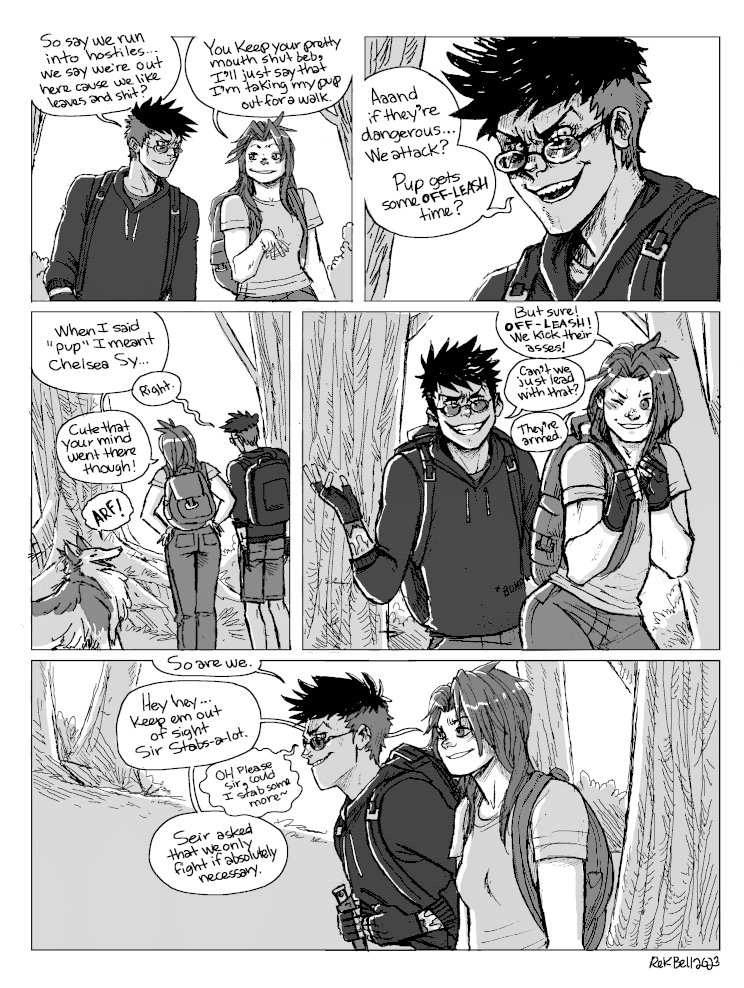 So say we run
into hostiles...
we say we're out
here cause we like
leaves and shit?
You keep your pretty
mouth shut beb,
I'll just say that
I'm taking my pup
out for a walk.
Aaand
if they're
dangerous...
We attack?
Pup gets
some OFF-LEASH
time?
When I said
"pup" I meant
Chelsea Sy...
Right.
Cute that
your mind
went there
though!
ARF!
But sure!
OFF-LEASH!
We kick their
asses!
Can't we
just lead
with that?
They're
armed.
So are we.
Hey hey...
Keep em out
of sight
Sir Stabs-a-lot.
OH Please
sir, could
I stab some
more~
Seir asked
that we only
fight if absolutely
necessary.
RekBell2023